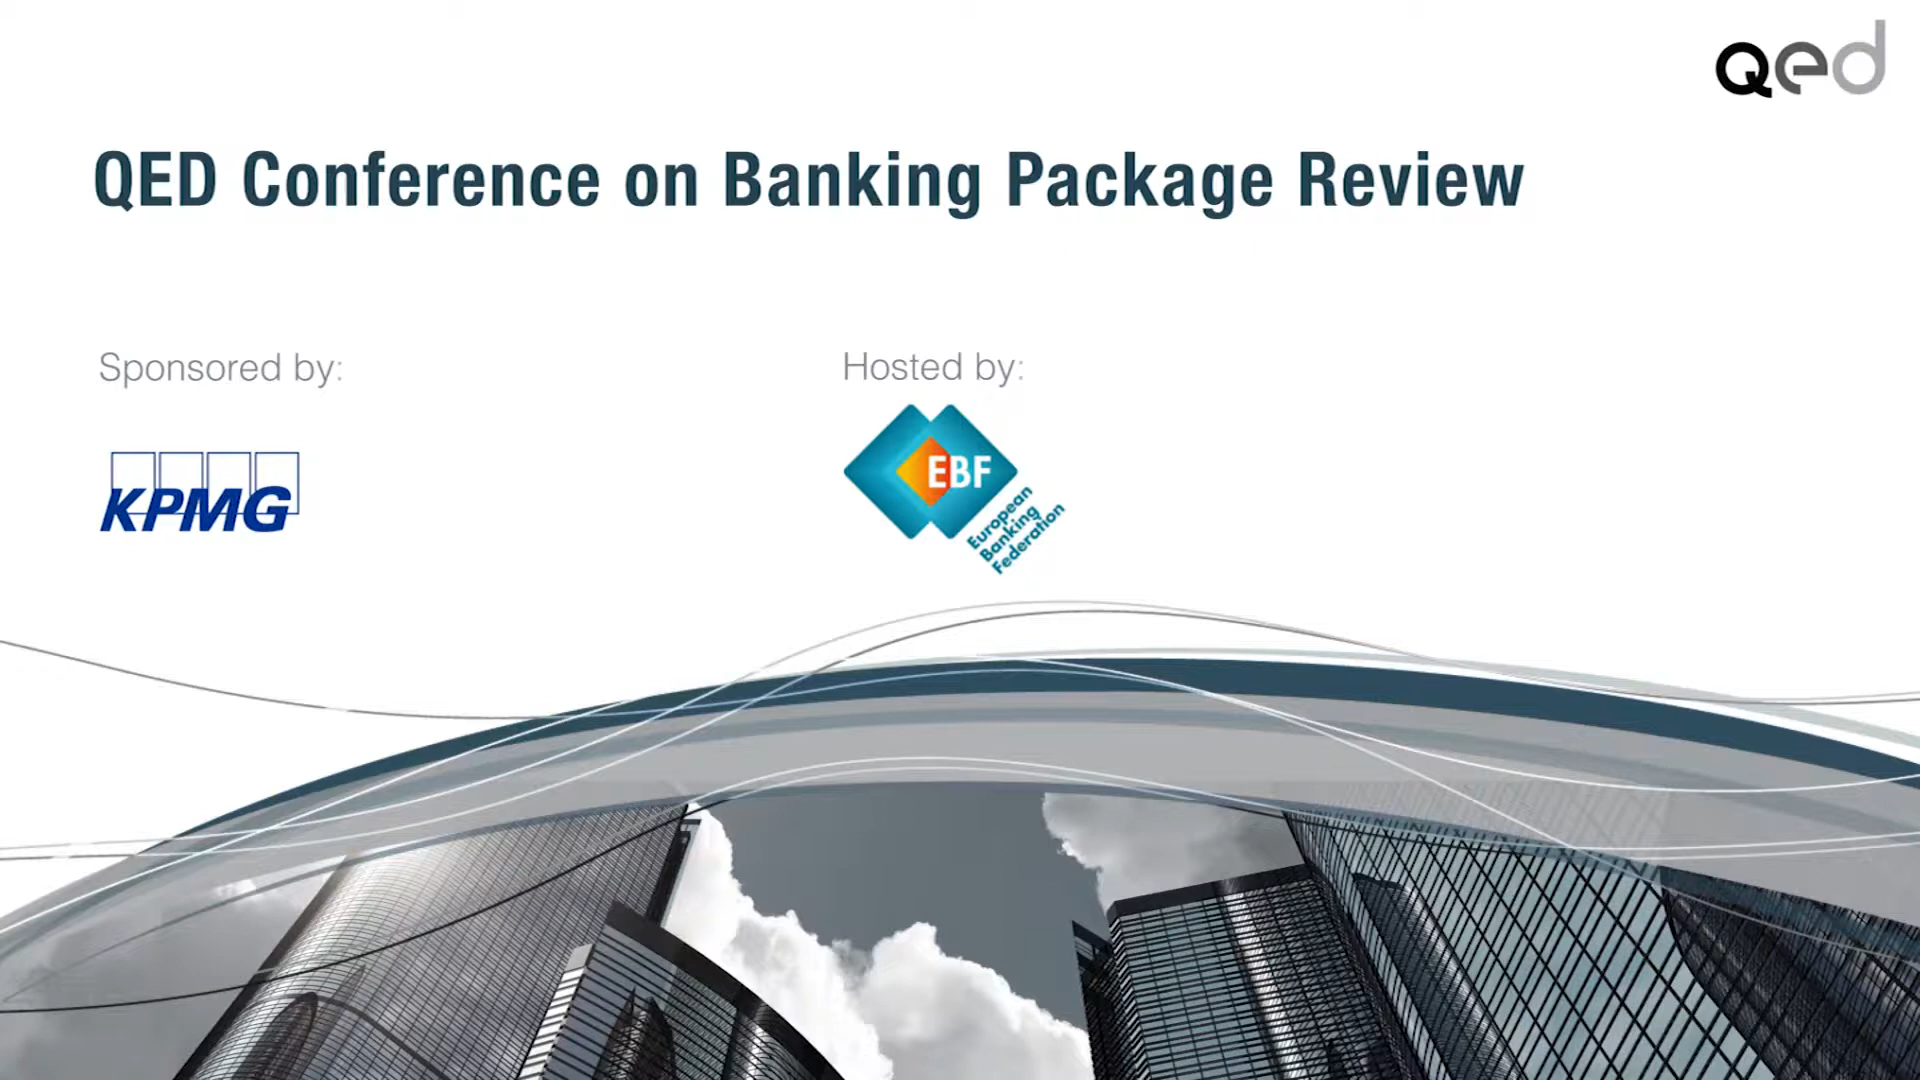 qed
QED Conference on Banking Package Review
Sponsored by:
Hosted by:
KPMG
EBF
European
Banking
Federation